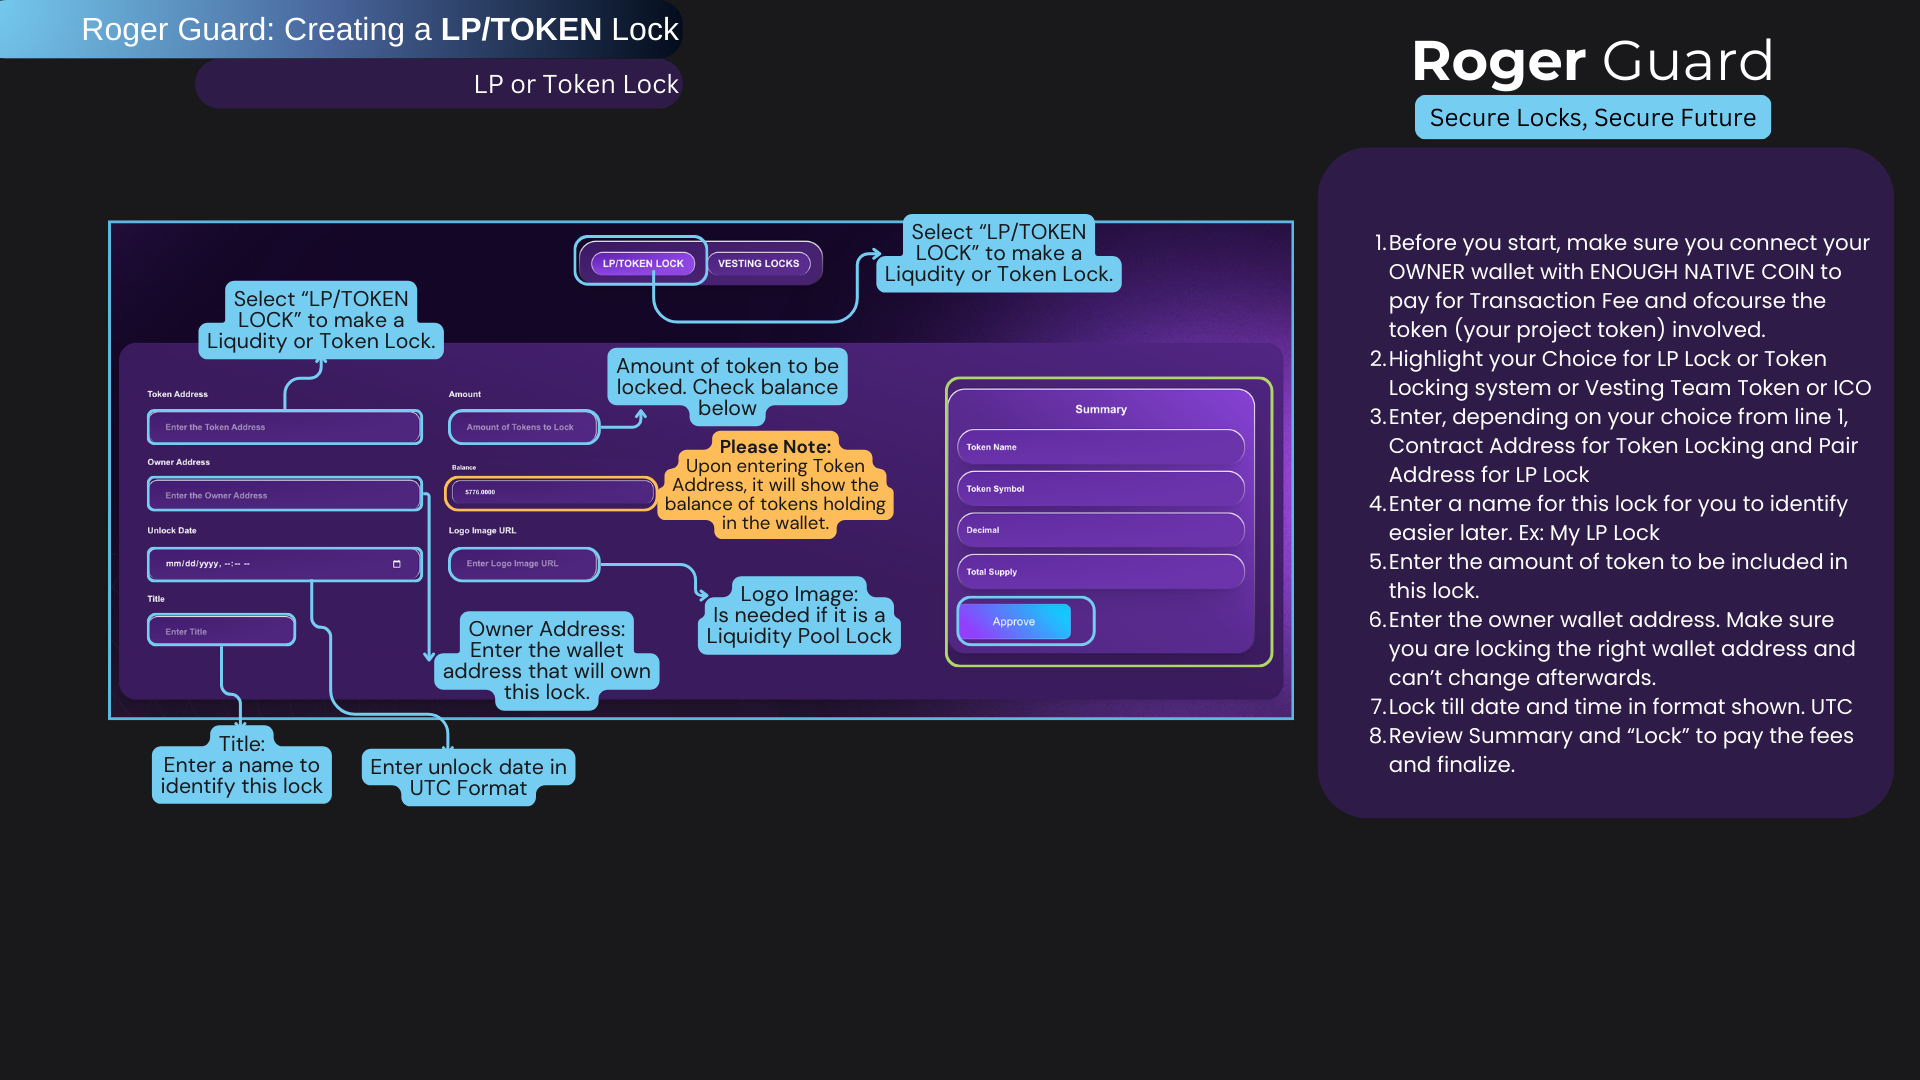 Roger Guard: Creating a LP/TOKEN Lock
LP or Token Lock
Roger Guard
Secure Locks, Secure Future
LP/TOKEN LOCK
VESTING LOCKS
Select “LP/TOKEN
LOCK” to make a
Liqudity or Token Lock.
Select “LP/TOKEN
LOCK” to make a
Liqudity or Token Lock.
Token Address
Enter the Token Address
Owner Address
Enter the Owner Address
Unlock Date
mm/dd/yyyy, --:-- --
Title
Enter Title
Amount
Amount of Tokens to Lock
Balance
5776.0000
Logo Image URL
Enter Logo Image URL
Amount of token to be
locked. Check balance
below
Please Note:
Upon entering Token
Address, it will show the
balance of tokens holding
in the wallet.
Logo Image:
Is needed if it is a
Liquidity Pool Lock
Owner Address:
Enter the wallet
address that will own
this lock.
Title:
Enter a name to
identify this lock
Enter unlock date in
UTC Format
Summary
Token Name
Token Symbol
Decimal
Total Supply
Approve
1.Before you start, make sure you connect your
OWNER wallet with ENOUGH NATIVE COIN to
pay for Transaction Fee and ofcourse the
token (your project token) involved.
2.Highlight your Choice for LP Lock or Token
Locking system or Vesting Team Token or ICO
3.Enter, depending on your choice from line 1,
Contract Address for Token Locking and Pair
Address for LP Lock
4.Enter a name for this lock for you to identify
easier later. Ex: My LP Lock
5.Enter the amount of token to be included in
this lock.
6.Enter the owner wallet address. Make sure
you are locking the right wallet address and
can’t change afterwards.
7.Lock till date and time in format shown. UTC
8.Review Summary and “Lock” to pay the fees
and finalize.